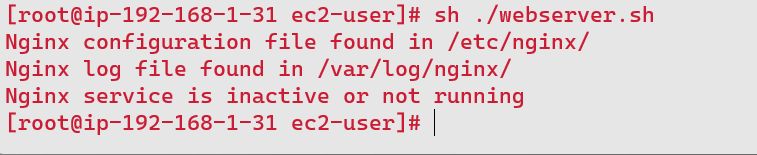 [root@ip-192-168-1-31 ec2-user]# sh ./webserver.sh
Nginx configuration file found in /etc/nginx/
Nginx log file found in /var/log/nginx/
Nginx service is inactive or not running
[root@ip-192-168-1-31 ec2-user]#